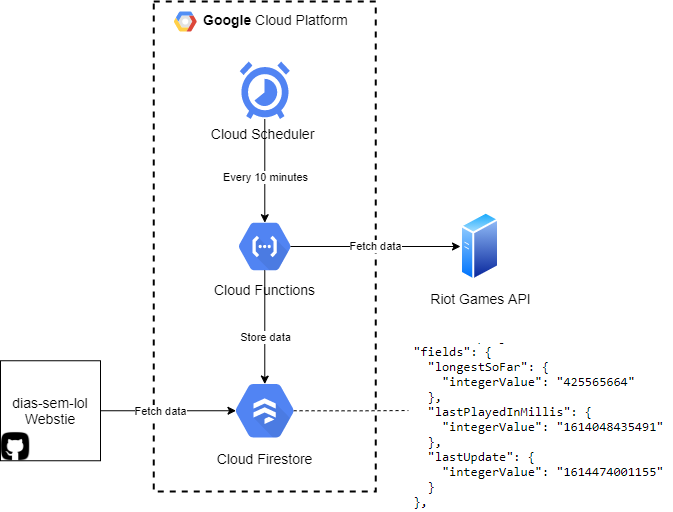 Google Cloud Platform
Cloud Scheduler
Every 10 minutes
Cloud Functions
Fetch data
Riot Games API
Store data
dias-sem-lol
Webstie
Fetch data
Cloud Firestore
"fields": {
"longestSoFar": {
"integerValue": "425565664"
},
"lastPlayedInMillis": {
"integerValue": "1614048435491"
},
"lastUpdate": {
"integerValue": "1614474001155"
}
},